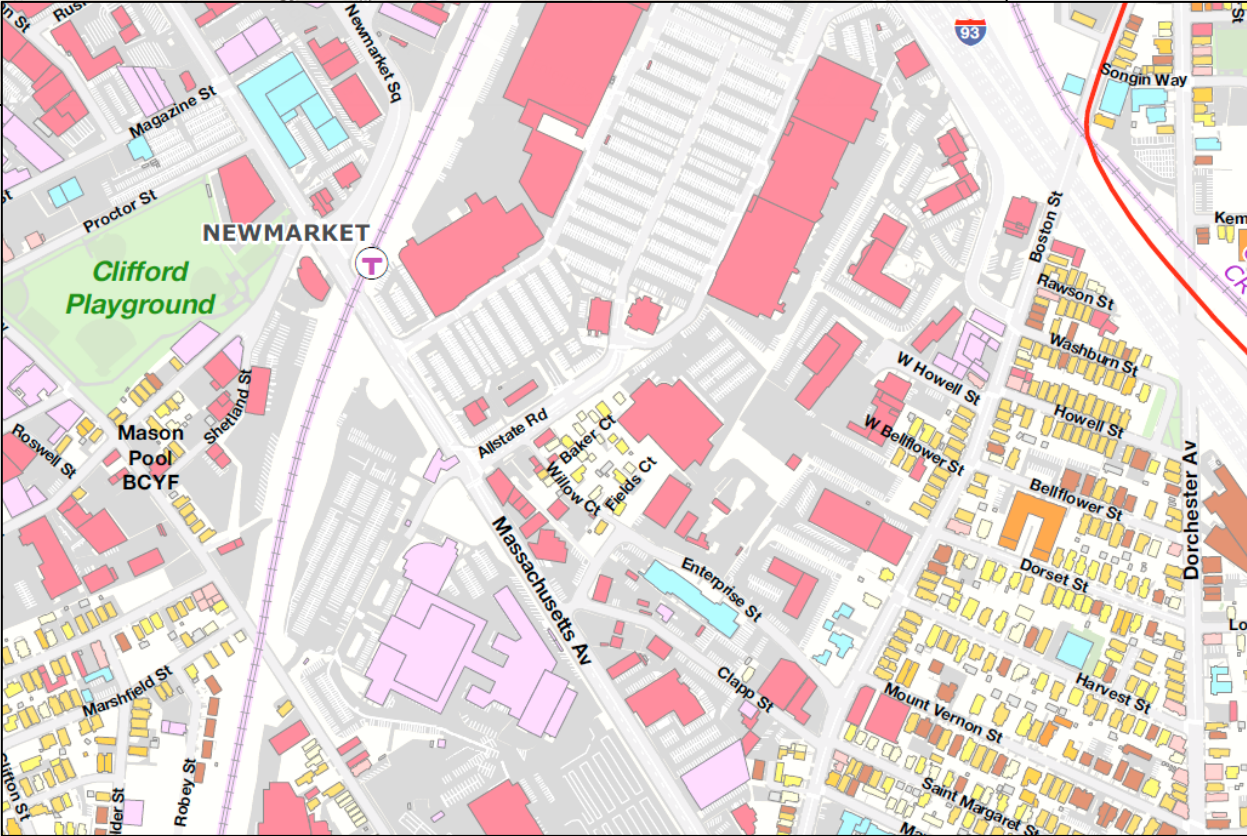 Newmarket Sq
93
Songin Way
Magazine St
Proctor St
NEWMARKET
T
Boston St
Clifford
Playground
Rawson St
Washburn St
W Howell St
Howell St
Shetland St
Allstate Rd
Baker Ct
Mason
Pool
BCYF
Roswell St
W Bellflower St
Willow Ct
Fields Ct
Bellflower St
Dorchester Av
Massachusetts Av
Enterprise St
Dorset St
Marshfield St
Clapp St
Harvest St
Mount Vernon St
Robey St
Clifton St
Saint Margaret St